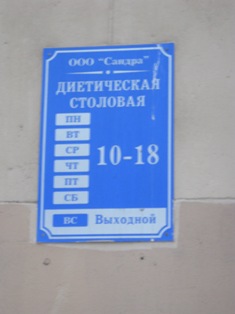 ООО "Сандра"
ДИЕТИЧЕСКАЯ
СТОЛОВАЯ
ПН
ВТ
СР
ЧТ
ПТ
СБ
10-18
ВС Выходной